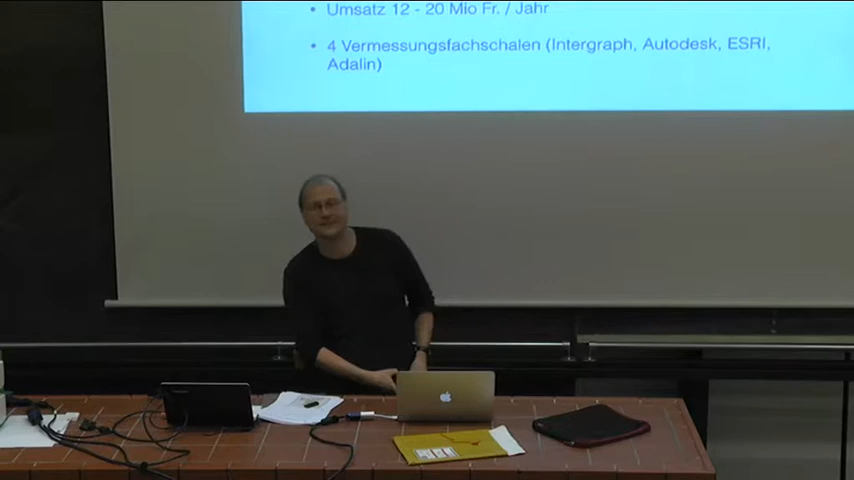 • Umsatz 12 - 20 Mio Fr. / Jahr
• 4 Vermessungsfachschalen (Intergraph, Autodesk, ESRI,
Adalin)